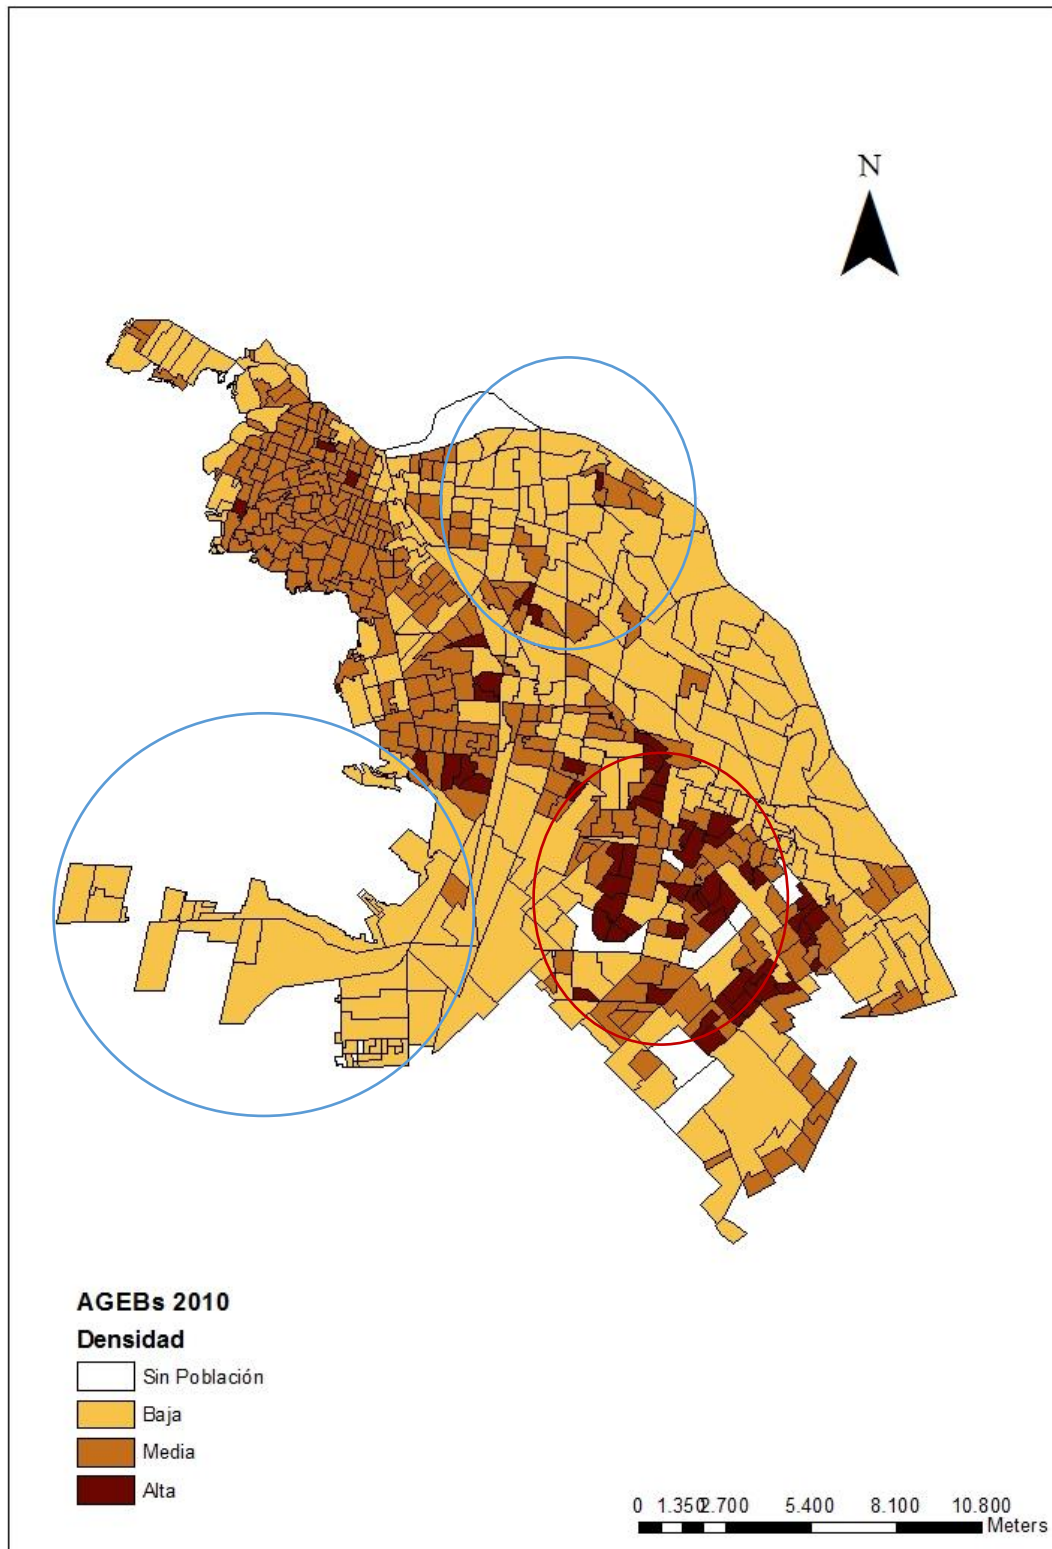 N
AGEBs 2010
Densidad
Sin Población
Baja
Media
Alta
0 1.350 2.700 5.400 8.100 10.800
Meters